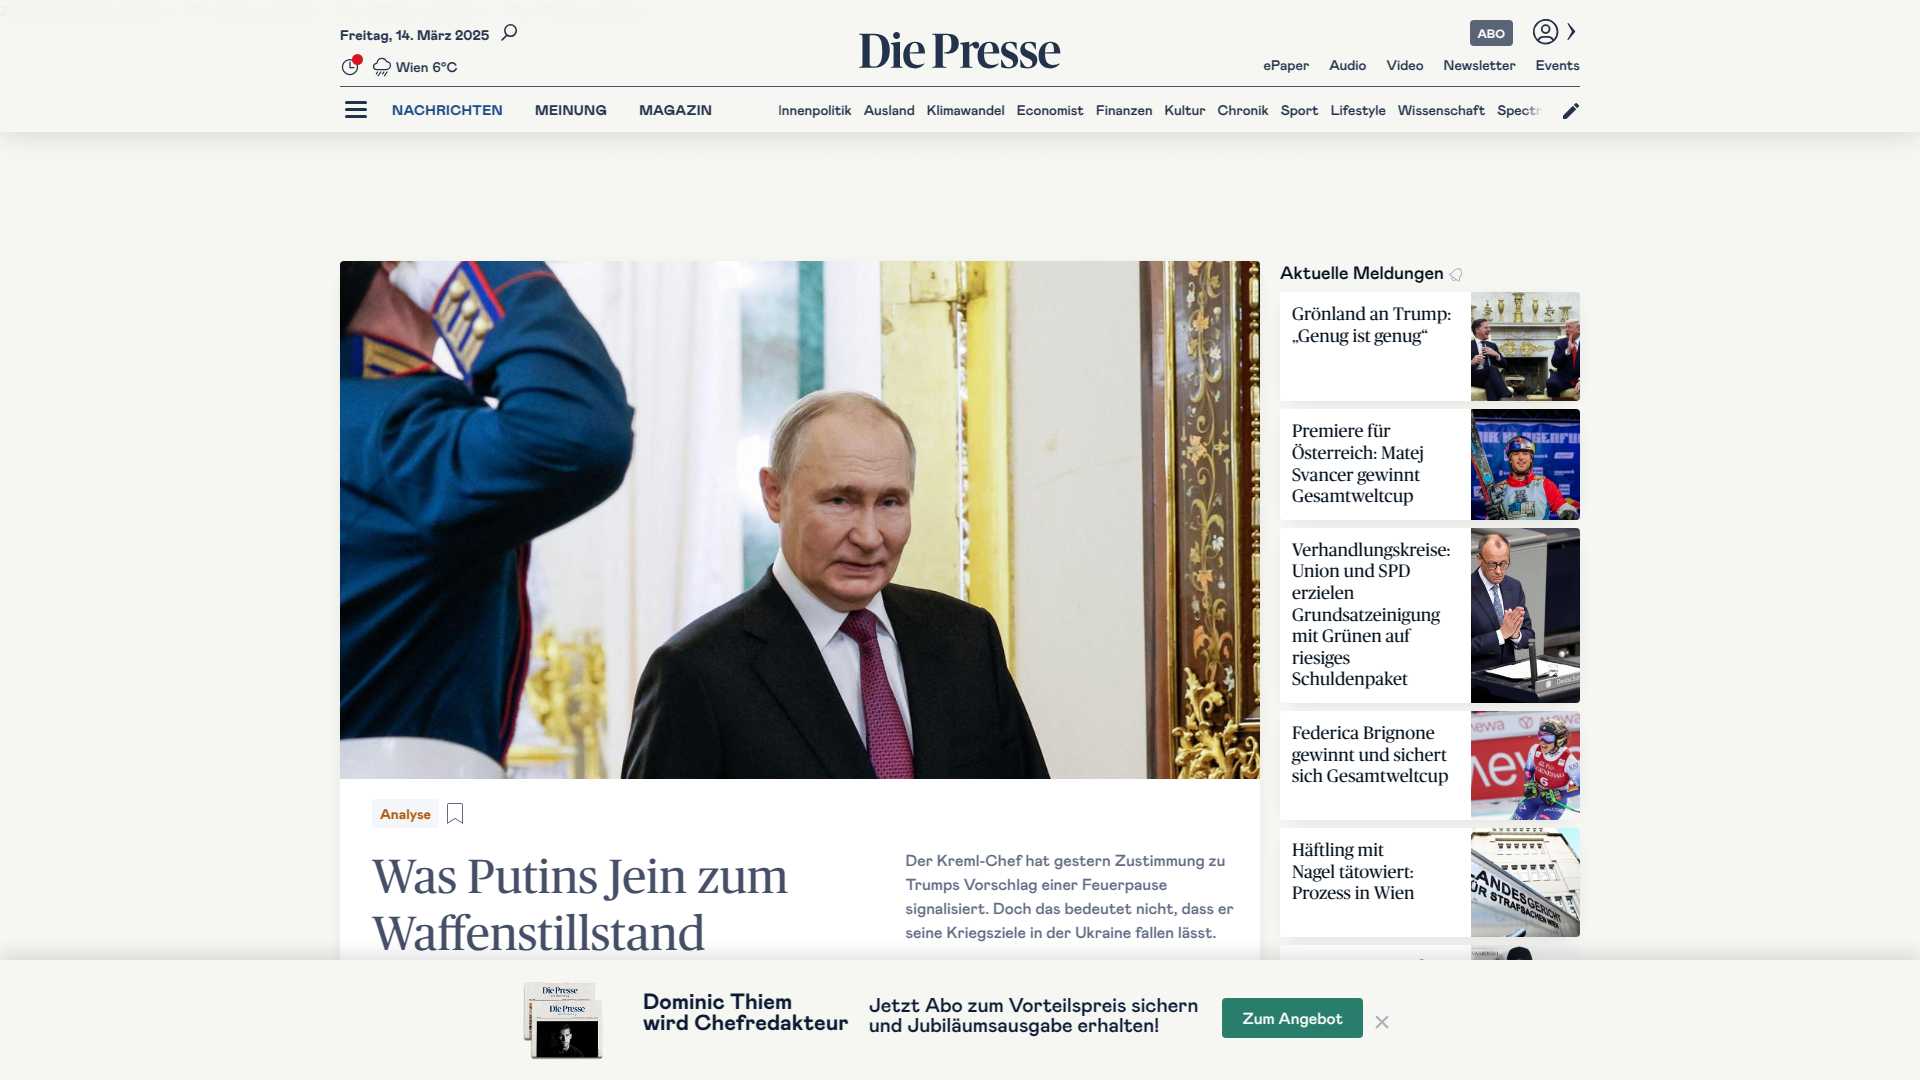 Freitag, 14. März 2025
Wien 6°C
Die Presse
ABO
ePaper Audio Video Newsletter Events
NACHRICHTEN MEINUNG MAGAZIN
Innenpolitik Ausland Klimawandel Economist Finanzen Kultur Chronik Sport Lifestyle Wissenschaft Spectr
Aktuelle Meldungen
Grönland an Trump:
„Genug ist genug“
Premiere für
Österreich: Matej
Svancer gewinnt
Gesamtweltcup
Verhandlungskreise:
Union und SPD
erzielen
Grundsatzeinigung
mit Grünen auf
riesiges
Schuldenpaket
Federica Brignone
gewinnt und sichert
sich Gesamtweltcup
Häftling mit
Nagel tätowiert:
Prozess in Wien
LANDESGERICHT
FÜR STRAFSACHEN WIEN
Analyse
Was Putins Jein zum
Waffenstillstand
Der Kreml-Chef hat gestern Zustimmung zu
Trumps Vorschlag einer Feuerpause
signalisiert. Doch das bedeutet nicht, dass er
seine Kriegsziele in der Ukraine fallen lässt.
Die Presse
Die Presse
Dominic Thiem
wird Chefredakteur
Jetzt Abo zum Vorteilspreis sichern
und Jubiläumsausgabe erhalten!
Zum Angebot